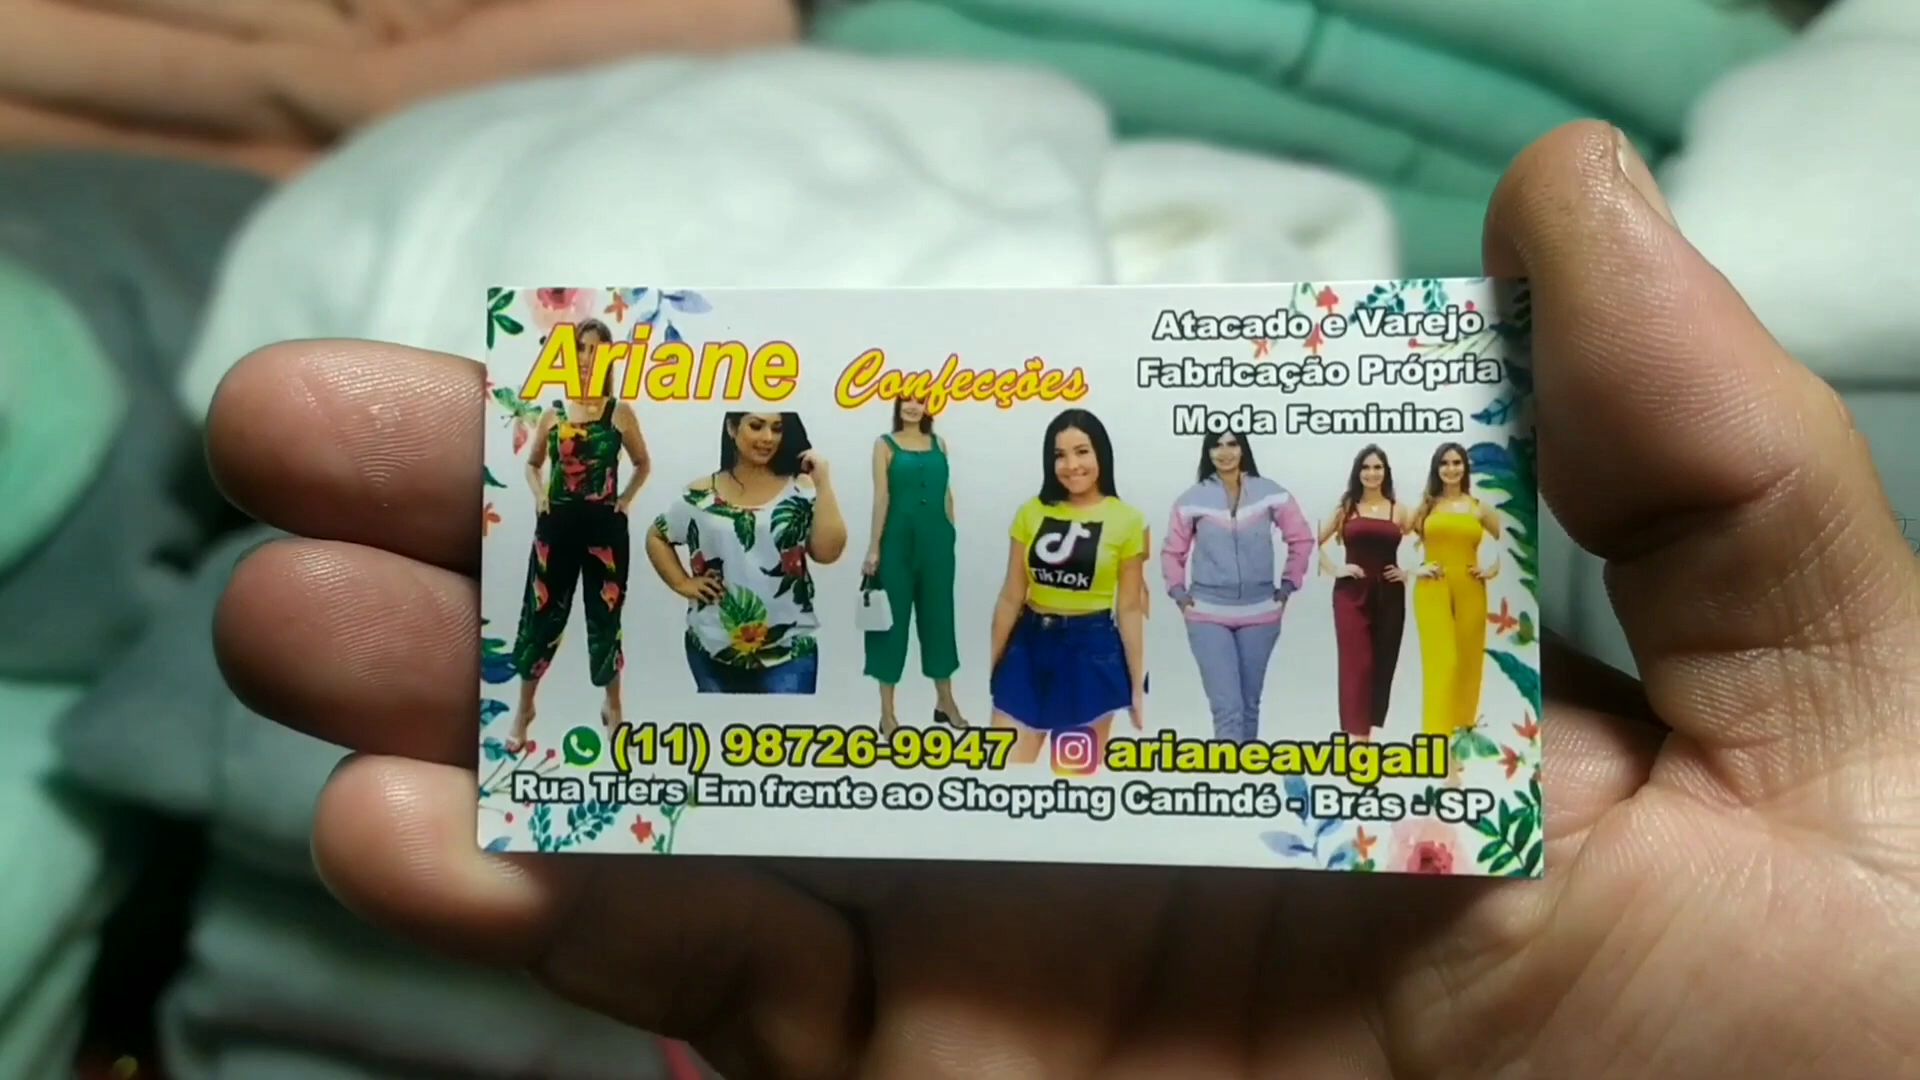 Ariane Confecções
Atacado e Varejo
Fabricação Própria
Moda Feminina
TikTok
(11) 98726-9947 arianeavigail
Rua Tiers Em frente ao Shopping Canindé - Brás - SP